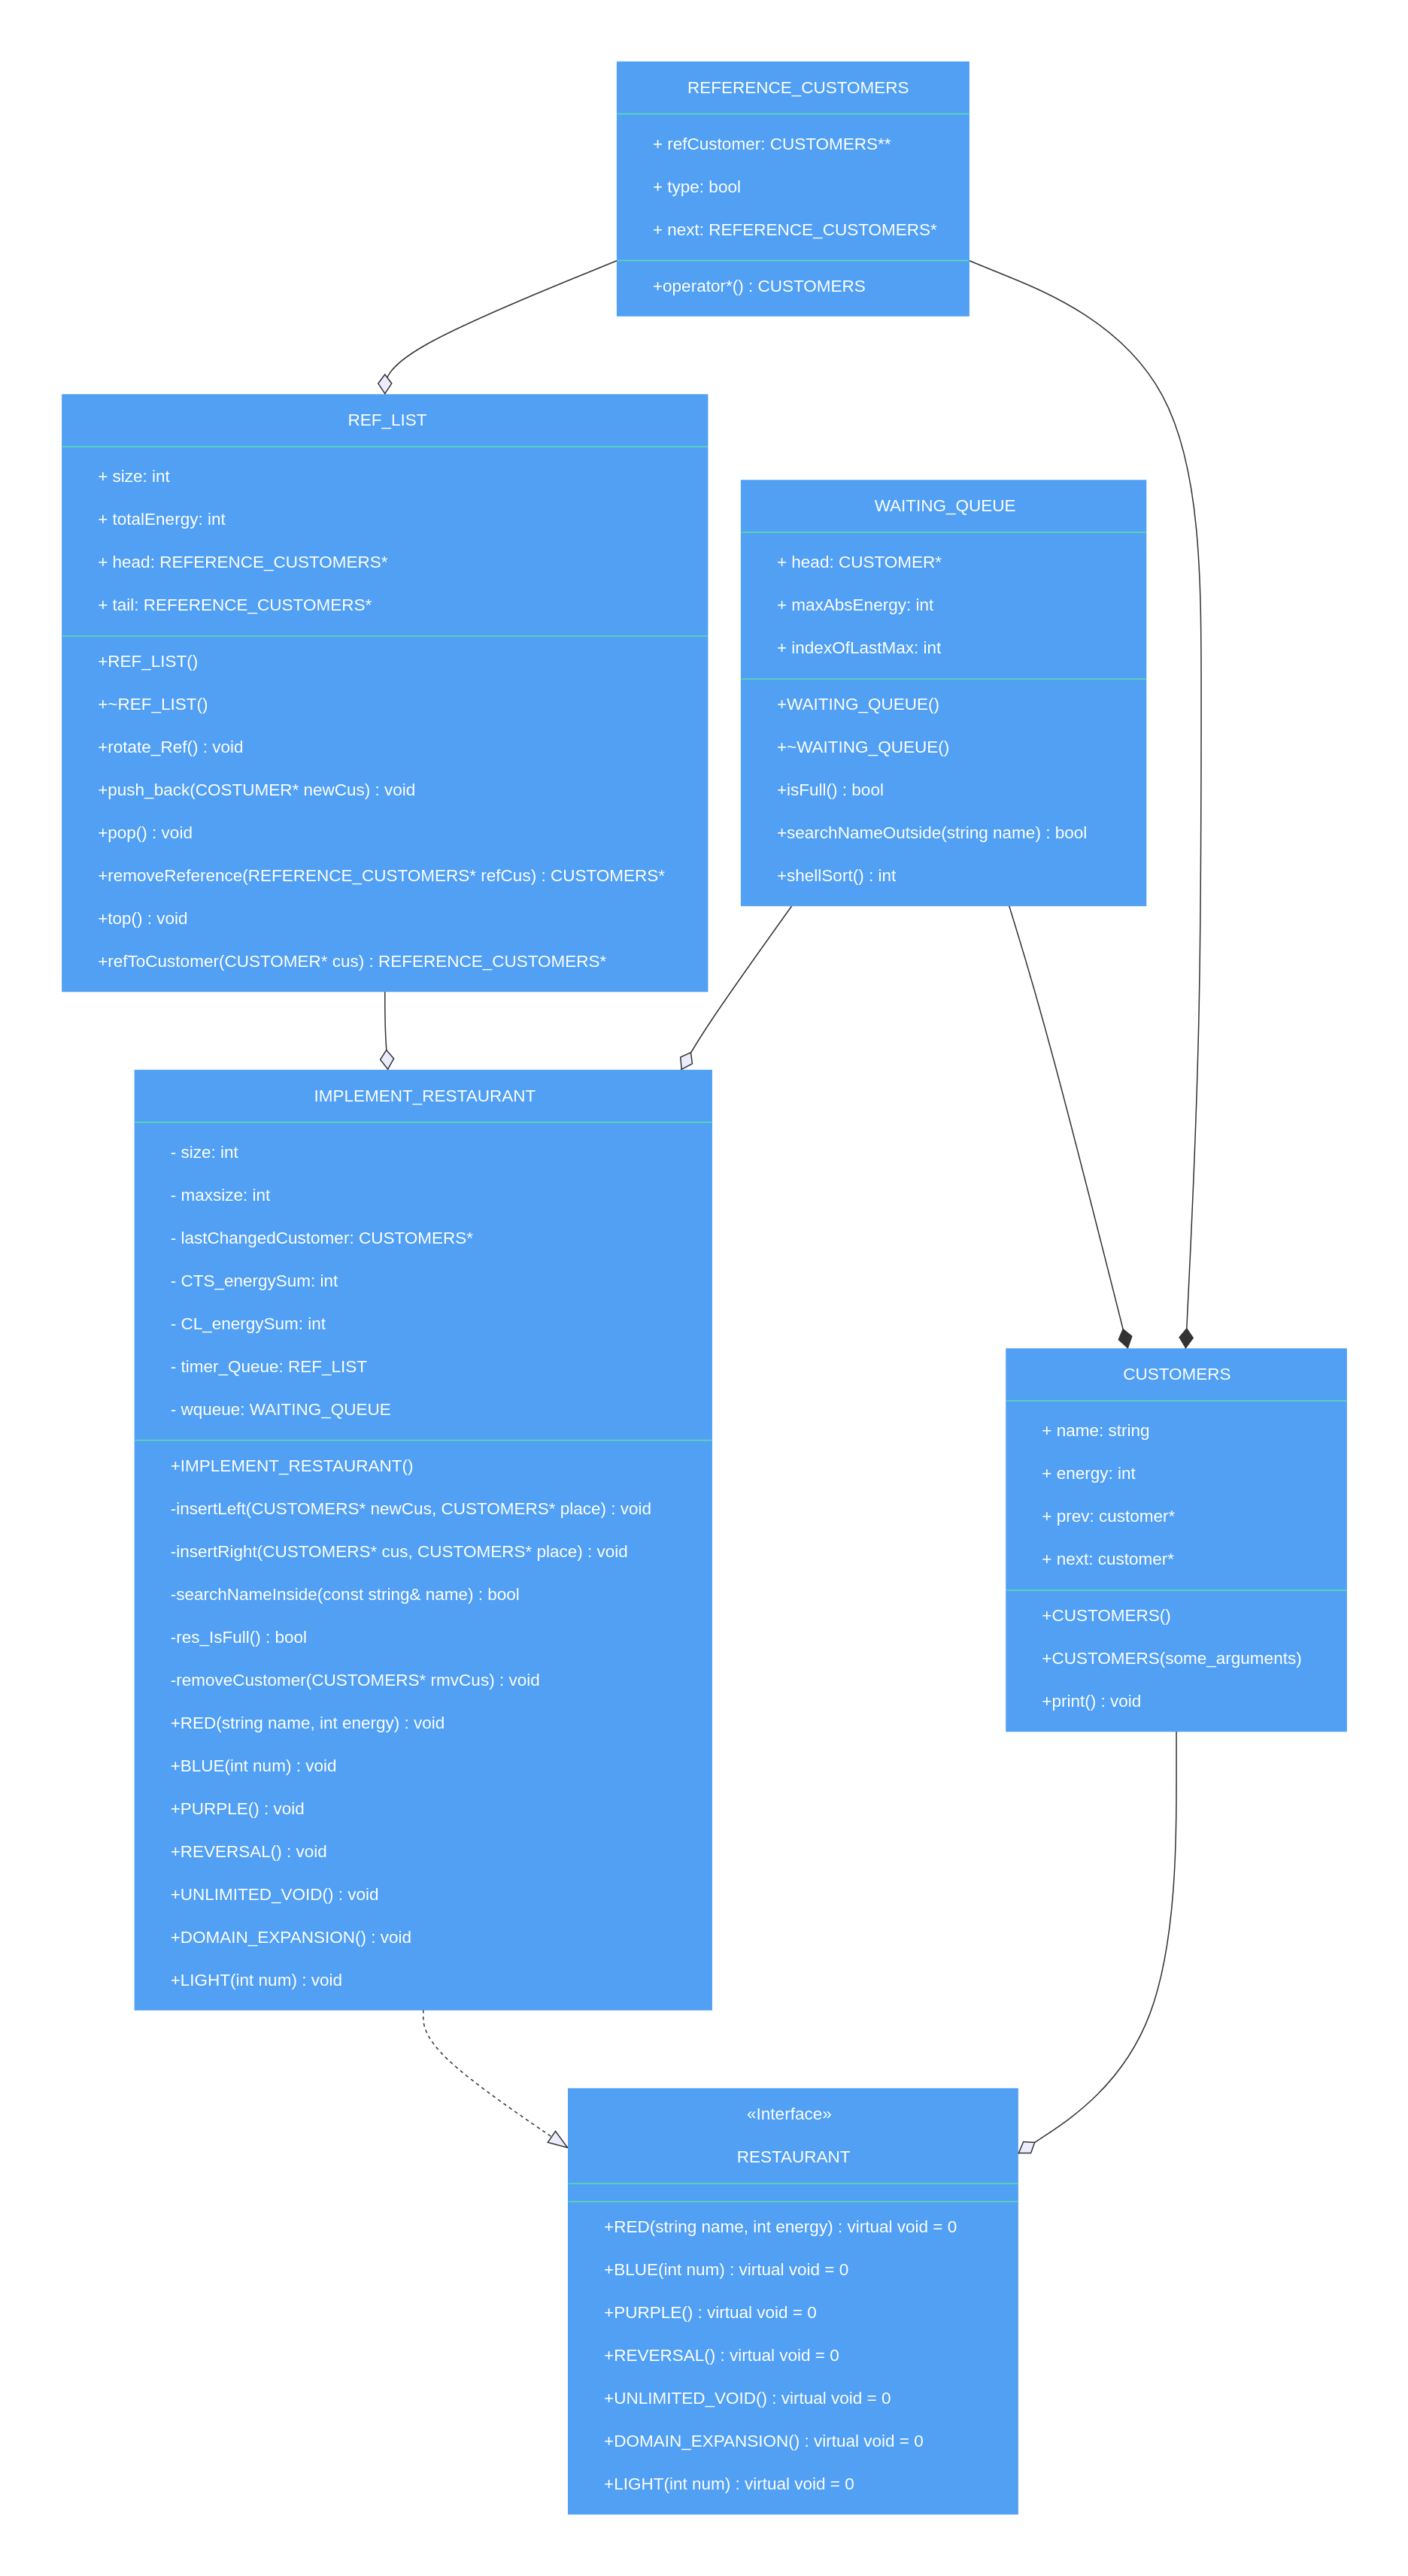 REFERENCE_CUSTOMERS
+ refCustomer: CUSTOMERS**
+ type: bool
+ next: REFERENCE_CUSTOMERS*
+operator*() : CUSTOMERS
REF_LIST
+ size: int
+ totalEnergy: int
+ head: REFERENCE_CUSTOMERS*
+ tail: REFERENCE_CUSTOMERS*
+REF_LIST()
+~REF_LIST()
+rotate_Ref() : void
+push_back(COSTUMER* newCus) : void
+pop() : void
+removeReference(REFERENCE_CUSTOMERS* refCus) : CUSTOMERS*
+top() : void
+refToCustomer(CUSTOMER* cus) : REFERENCE_CUSTOMERS*
WAITING_QUEUE
+ head: CUSTOMER*
+ maxAbsEnergy: int
+ indexOfLastMax: int
+WAITING_QUEUE()
+~WAITING_QUEUE()
+isFull() : bool
+searchNameOutside(string name) : bool
+shellSort() : int
IMPLEMENT_RESTAURANT
- size: int
- maxsize: int
- lastChangedCustomer: CUSTOMERS*
- CTS_energySum: int
- CL_energySum: int
- timer_Queue: REF_LIST
- wqueue: WAITING_QUEUE
+IMPLEMENT_RESTAURANT()
-insertLeft(CUSTOMERS* newCus, CUSTOMERS* place) : void
-insertRight(CUSTOMERS* cus, CUSTOMERS* place) : void
-searchNameInside(const string& name) : bool
-res_IsFull() : bool
-removeCustomer(CUSTOMERS* rmvCus) : void
+RED(string name, int energy) : void
+BLUE(int num) : void
+PURPLE() : void
+REVERSAL() : void
+UNLIMITED_VOID() : void
+DOMAIN_EXPANSION() : void
+LIGHT(int num) : void
CUSTOMERS
+ name: string
+ energy: int
+ prev: customer*
+ next: customer*
+CUSTOMERS()
+CUSTOMERS(some_arguments)
+print() : void
«Interface»
RESTAURANT
+RED(string name, int energy) : virtual void = 0
+BLUE(int num) : virtual void = 0
+PURPLE() : virtual void = 0
+REVERSAL() : virtual void = 0
+UNLIMITED_VOID() : virtual void = 0
+DOMAIN_EXPANSION() : virtual void = 0
+LIGHT(int num) : virtual void = 0